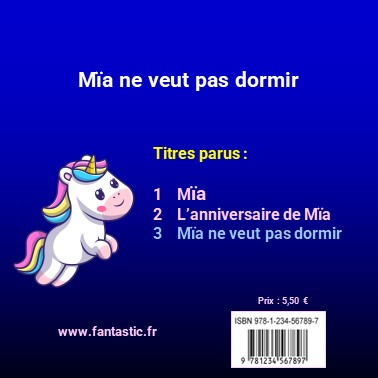 Mïa ne veut pas dormir
Titres parus :
1 Mïa
2 L'anniversaire de Mïa
3 Mïa ne veut pas dormir
Prix : 5,50 €
ISBN 978-1-234-56789-7
9 781234 567897
www.fantastic.fr